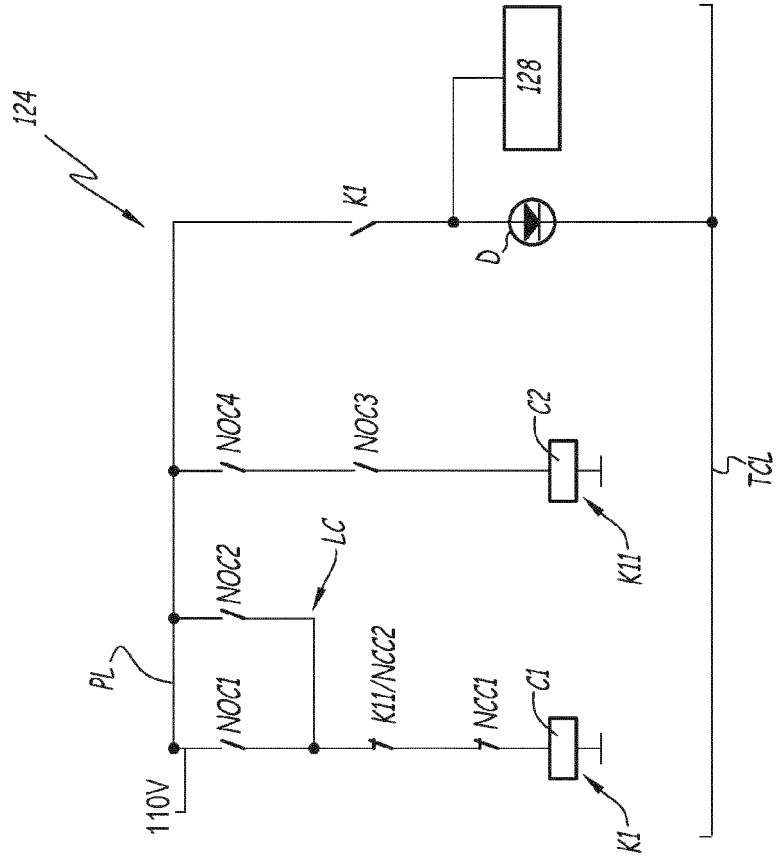 124
PL
110V
NOC1
NOC2
NOC4
K1
128
LC
K11/NCC2
NOC3
D
NCC1
C1
C2
K1
K11
TCL